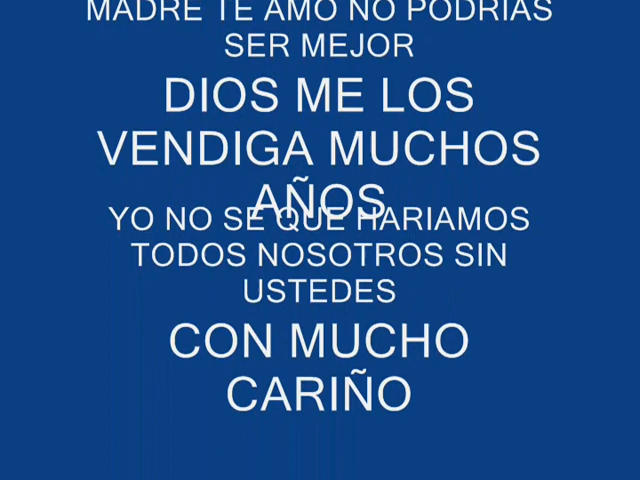 MADRE TE AMO NO PODRIAS
SER MEJOR
DIOS ME LOS
VENDIGA MUCHOS
AÑOS
YO NO SE QUE HARIAMOS
TODOS NOSOTROS SIN
USTEDES
CON MUCHO
CARIÑO